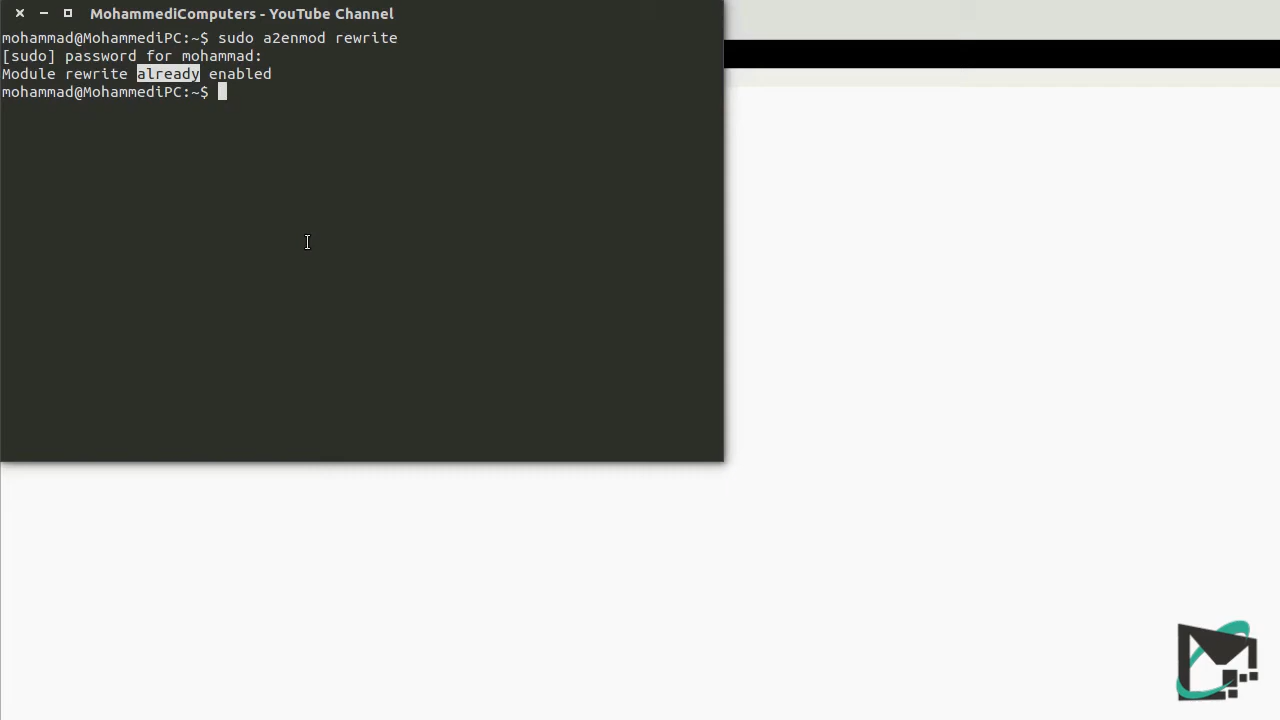 MohammediComputers - YouTube Channel
mohammad@MohammediPC:~$ sudo a2enmod rewrite
[sudo] password for mohammad:
Module rewrite already enabled
mohammad@MohammediPC:~$